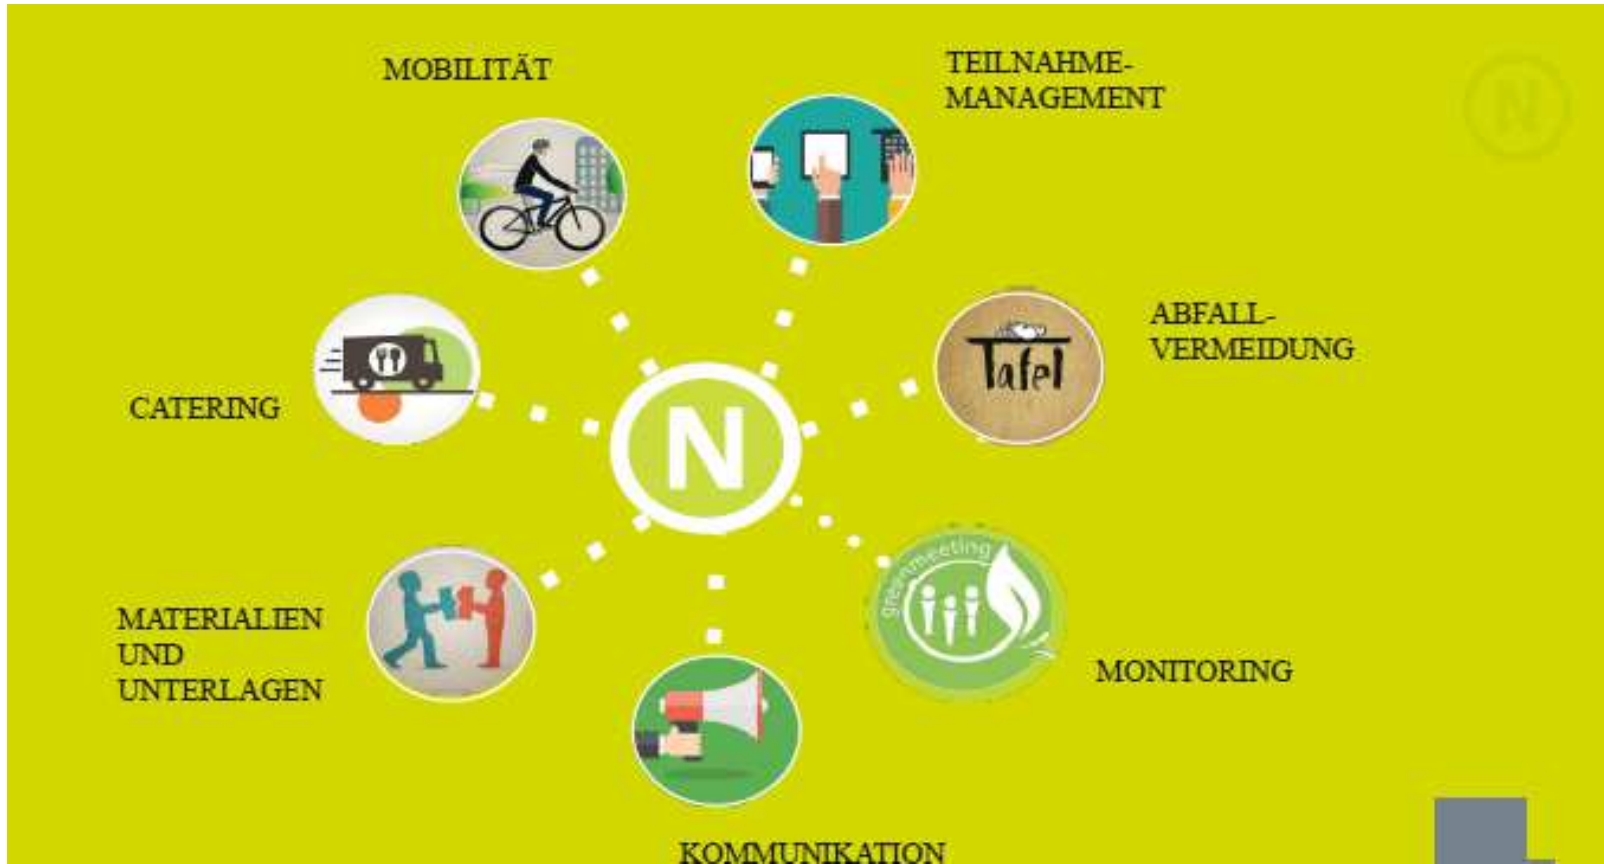 MOBILITÄT
TEILNAHME-
MANAGEMENT
N
Tafel
ABFALL-
VERMEIDUNG
CATERING
N
greenmeeting
MATERIALIEN
UND
UNTERLAGEN
MONITORING
KOMMUNIKATION